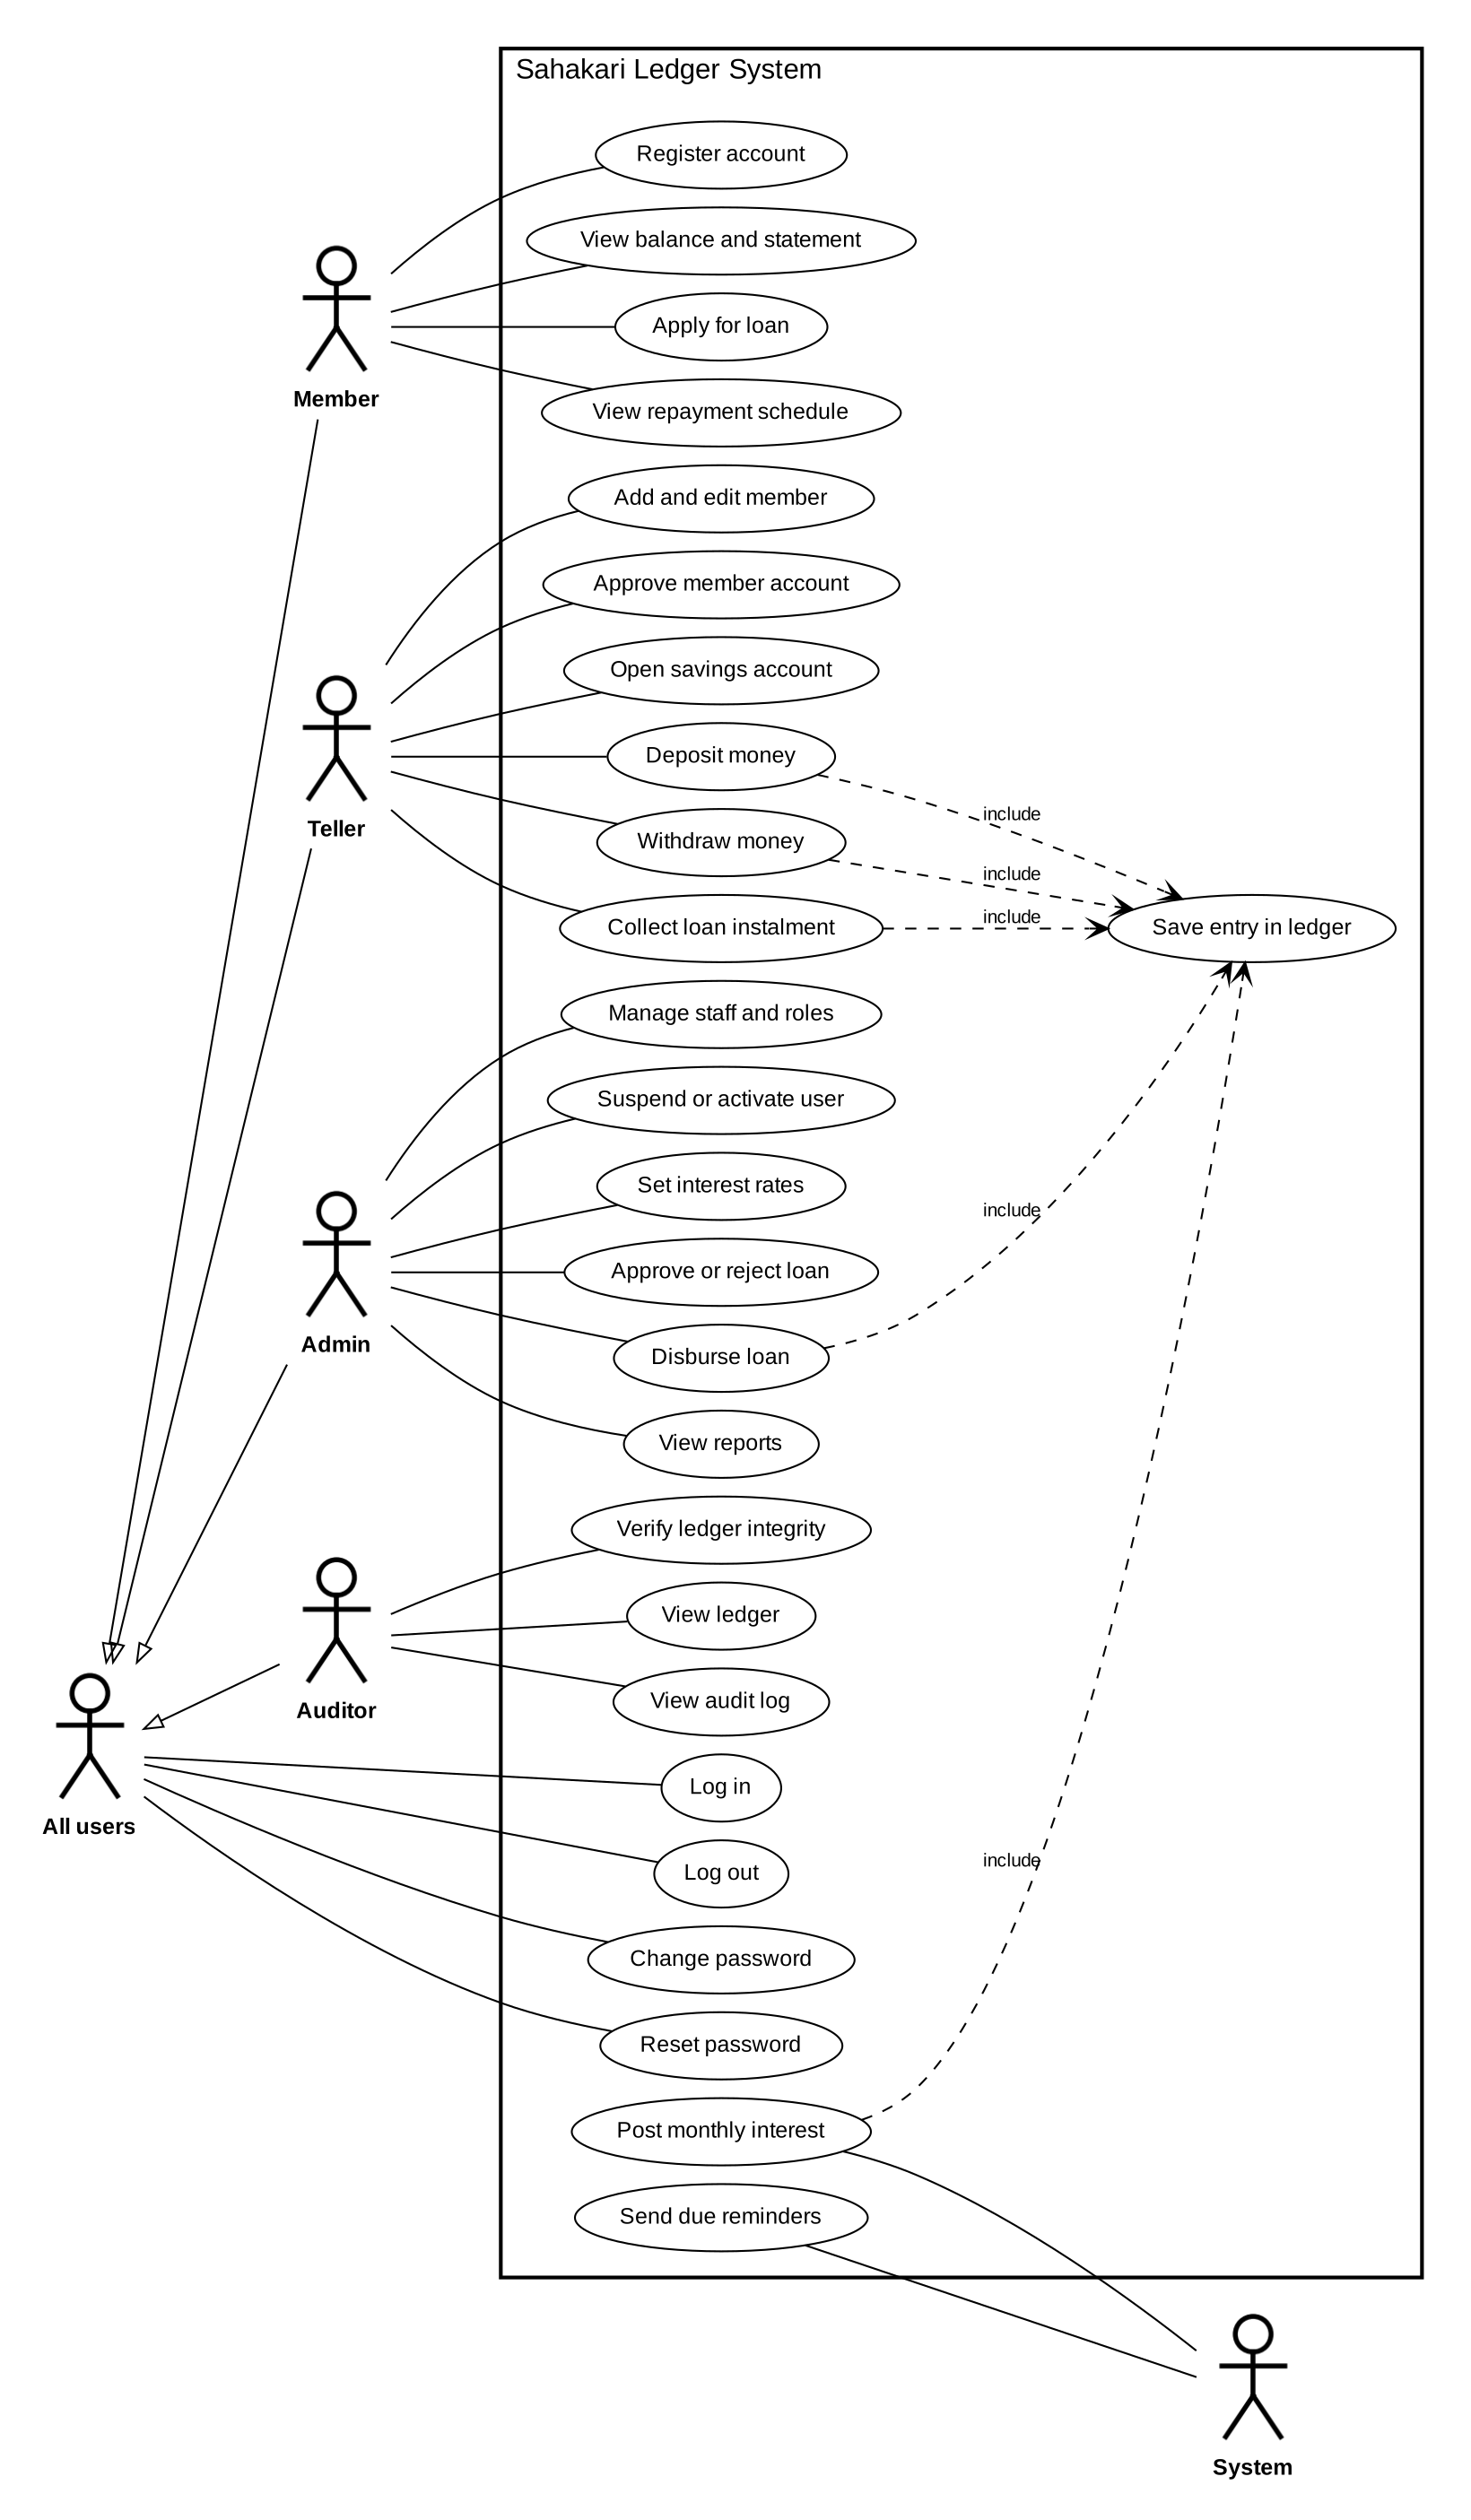 Sahakari Ledger System
Register account
View balance and statement
Apply for loan
Member
View repayment schedule
Add and edit member
Approve member account
Open savings account
Deposit money
include
Teller
Withdraw money
include
Collect loan instalment
include
Save entry in ledger
Manage staff and roles
Suspend or activate user
Set interest rates
include
Approve or reject loan
Admin
Disburse loan
View reports
Verify ledger integrity
View ledger
View audit log
Auditor
Log in
All users
Log out
include
Change password
Reset password
Post monthly interest
Send due reminders
System